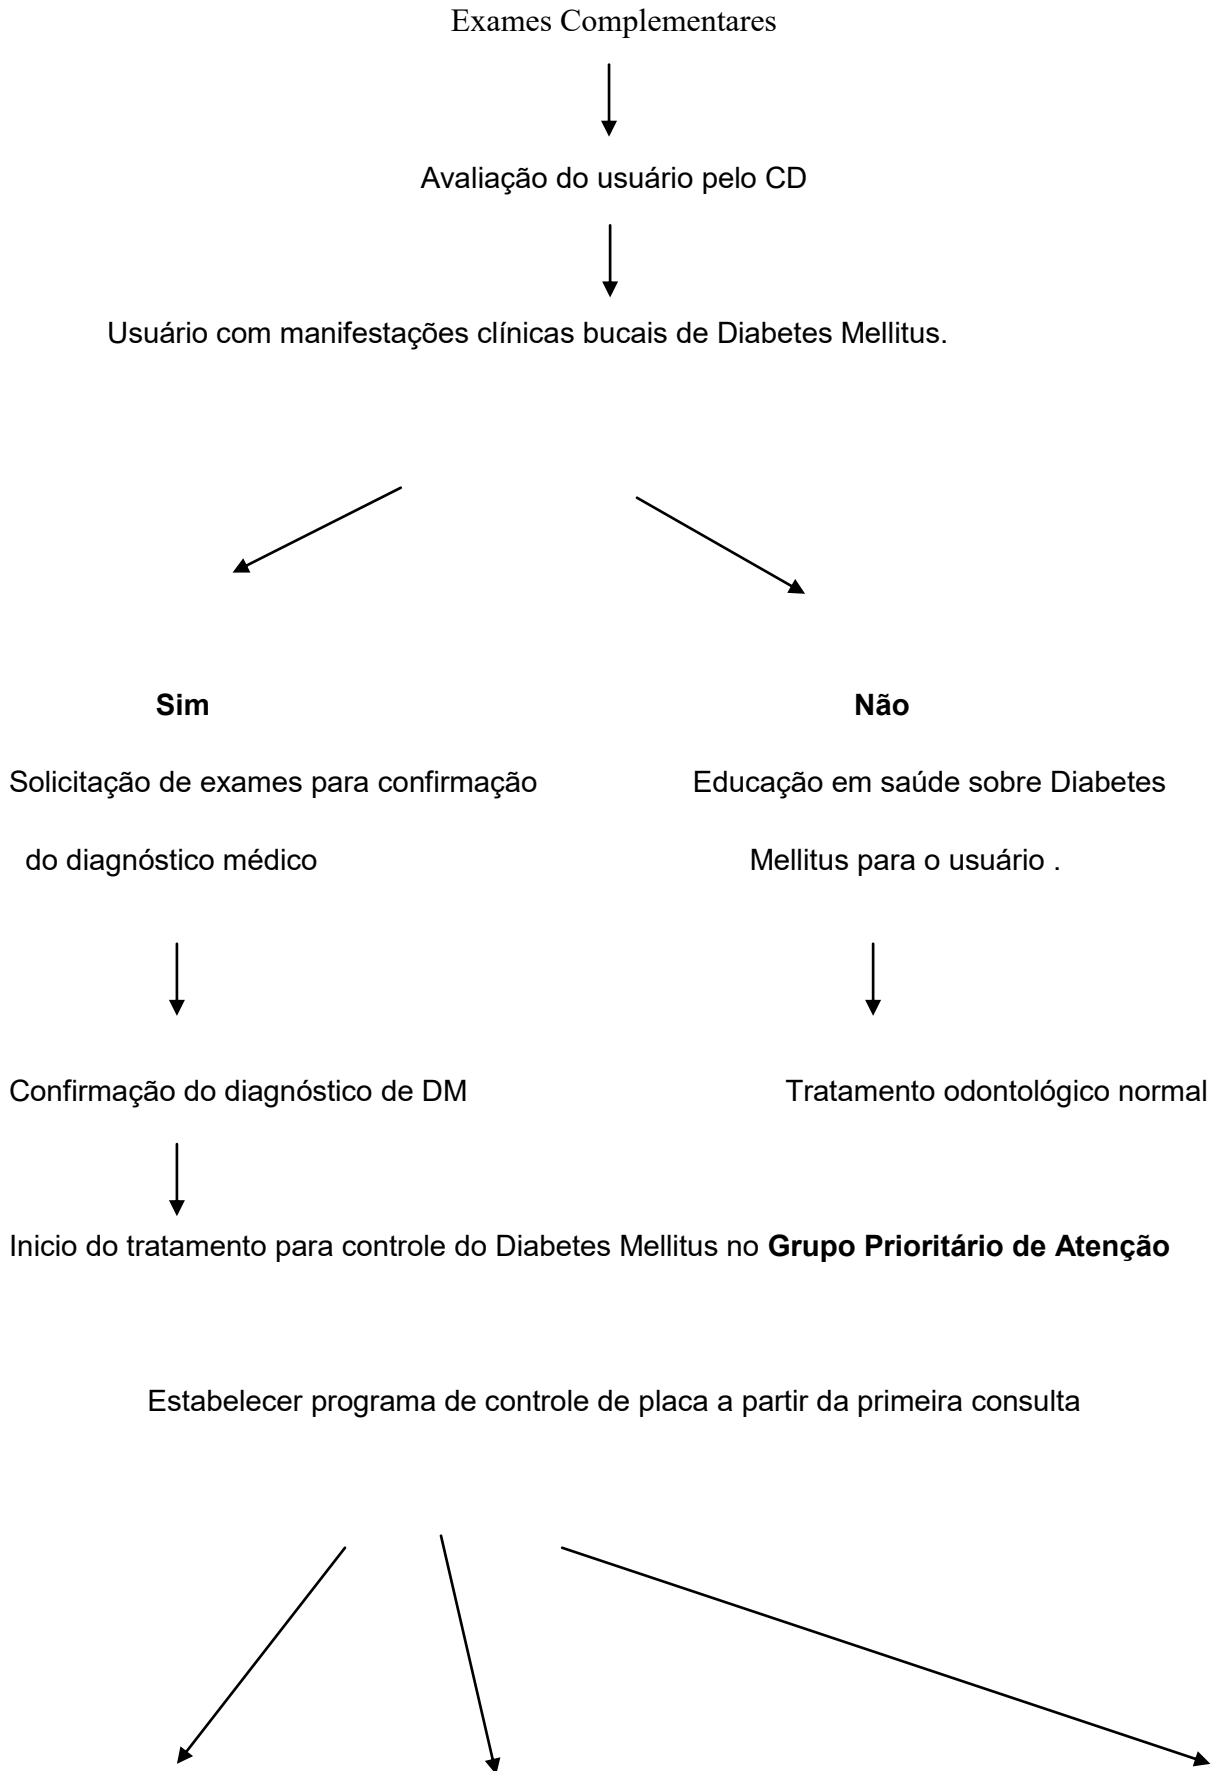 Exames Complementares
Avaliação do usuário pelo CD
Usuário com manifestações clínicas bucais de Diabetes Mellitus.
Sim
Não
Solicitação de exames para confirmação
Educação em saúde sobre Diabetes
do diagnóstico médico
Mellitus para o usuário .
Confirmação do diagnóstico de DM
Tratamento odontológico normal
Inicio do tratamento para controle do Diabetes Mellitus no Grupo Prioritário de Atenção
Estabelecer programa de controle de placa a partir da primeira consulta